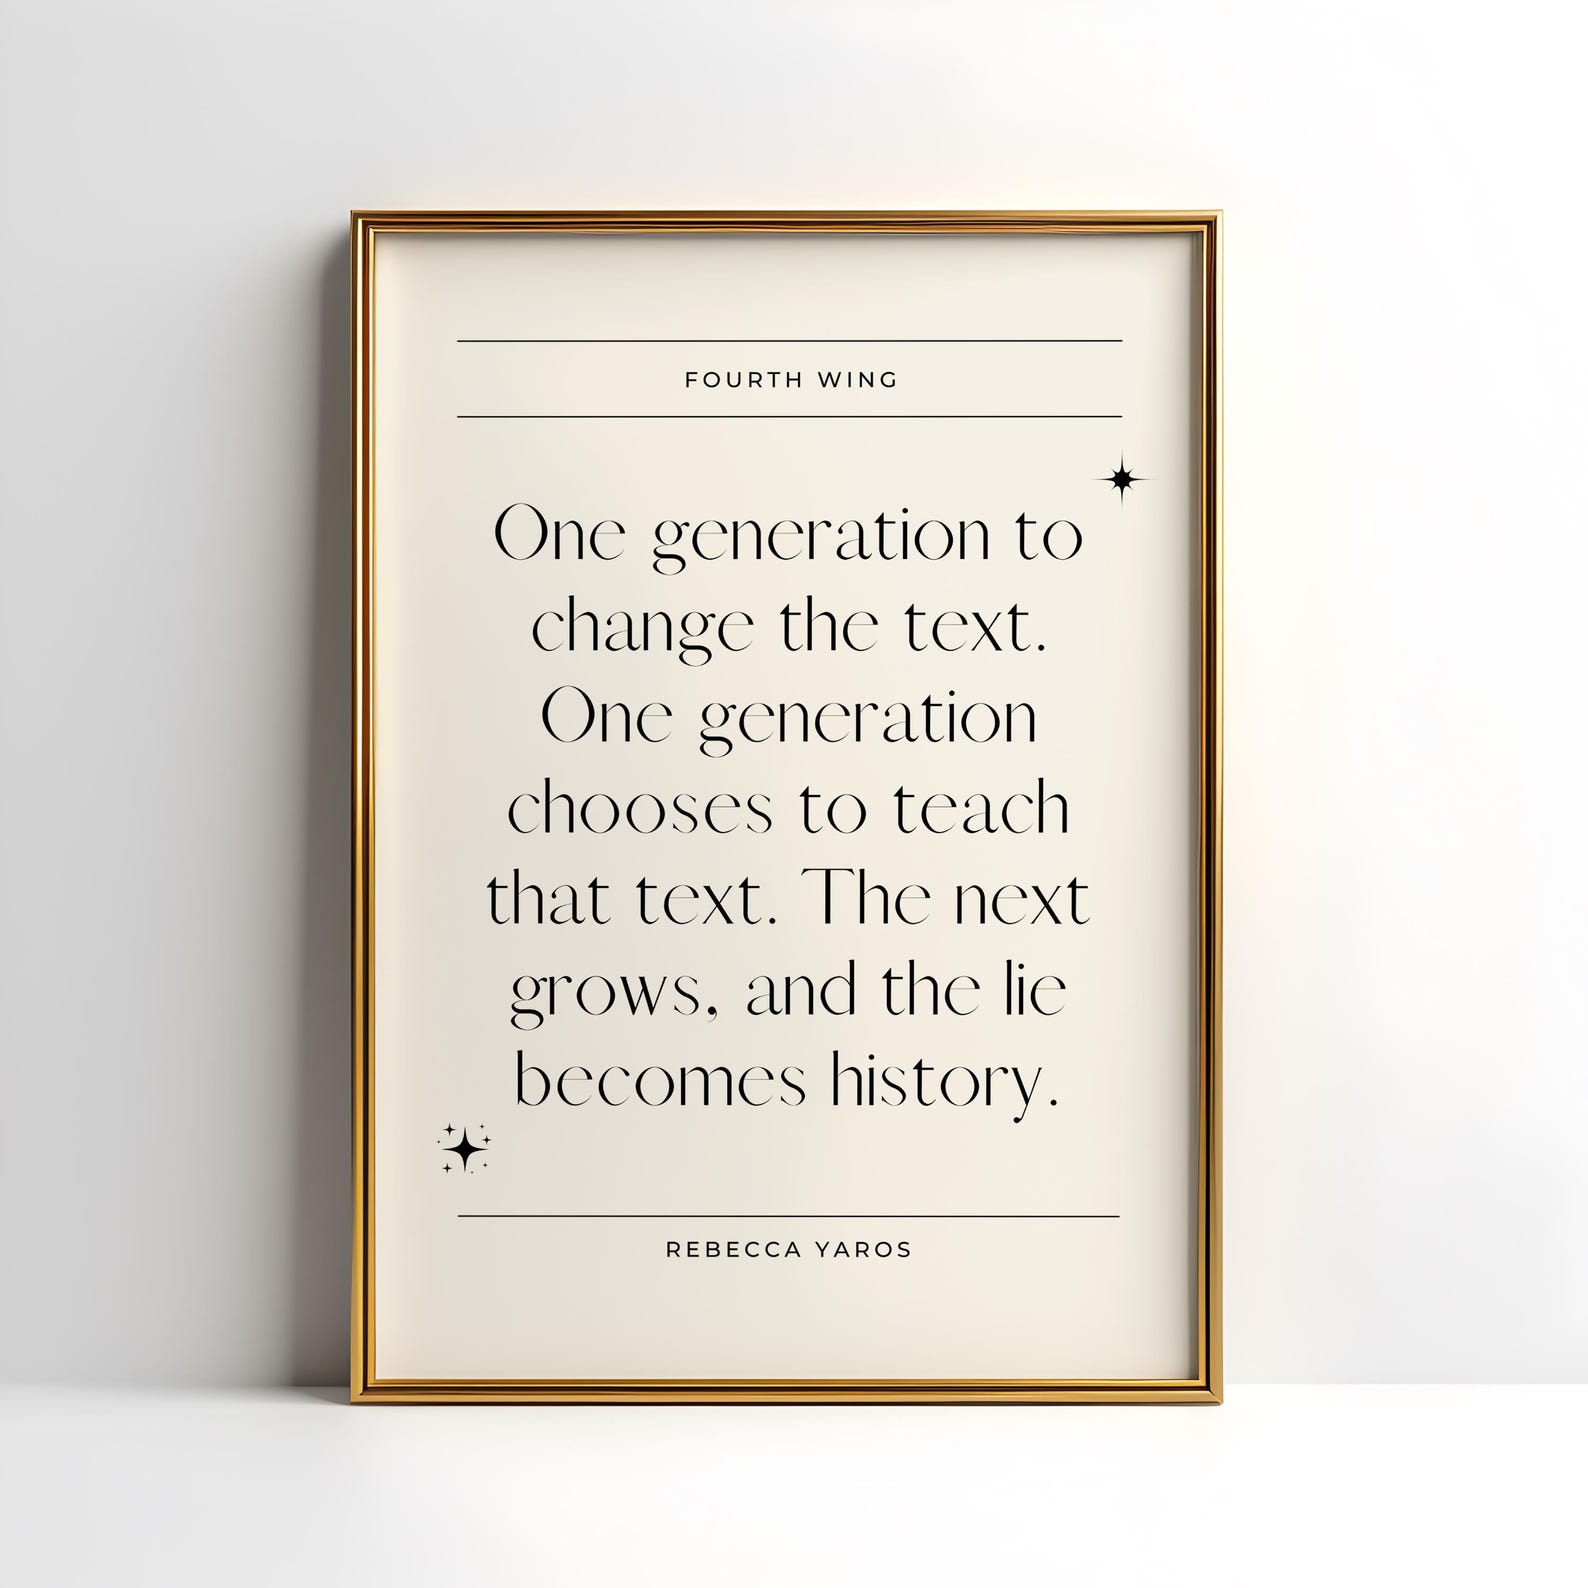 FOURTH WING
One generation to
change the text.
One generation
chooses to teach
that text. The next
grows, and the lie
becomes history.
REBECCA YAROS